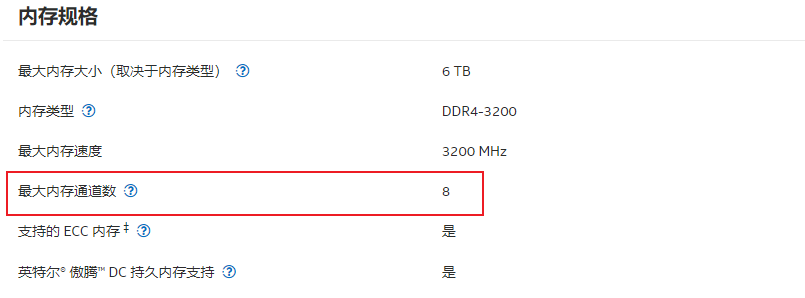 内存规格
最大内存大小（取决于内存类型） ? 6 TB
内存类型 ? DDR4-3200
最大内存速度 3200 MHz
最大内存通道数 ? 8
支持的 ECC 内存 ‡ ? 是
英特尔® 傲腾™ DC 持久内存支持 ? 是